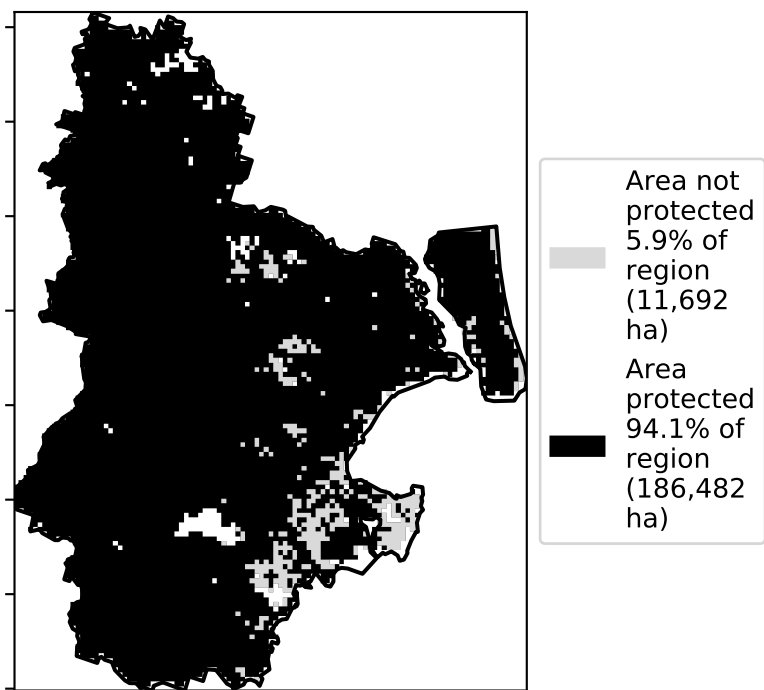 Area not
protected
5.9% of
region
(11,692
ha)
Area
protected
94.1% of
region
(186,482
ha)